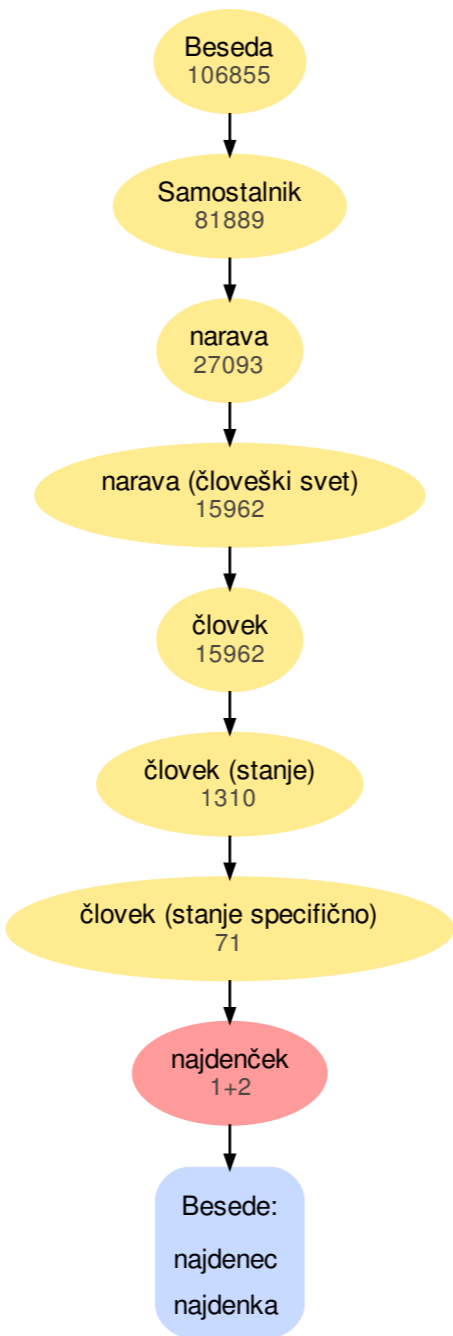 Beseda
106855
Samostalnik
81889
narava
27093
narava (človeški svet)
15962
človek
15962
človek (stanje)
1310
človek (stanje specifično)
71
najdenček
1+2
Besede:
najdenec
najdenka